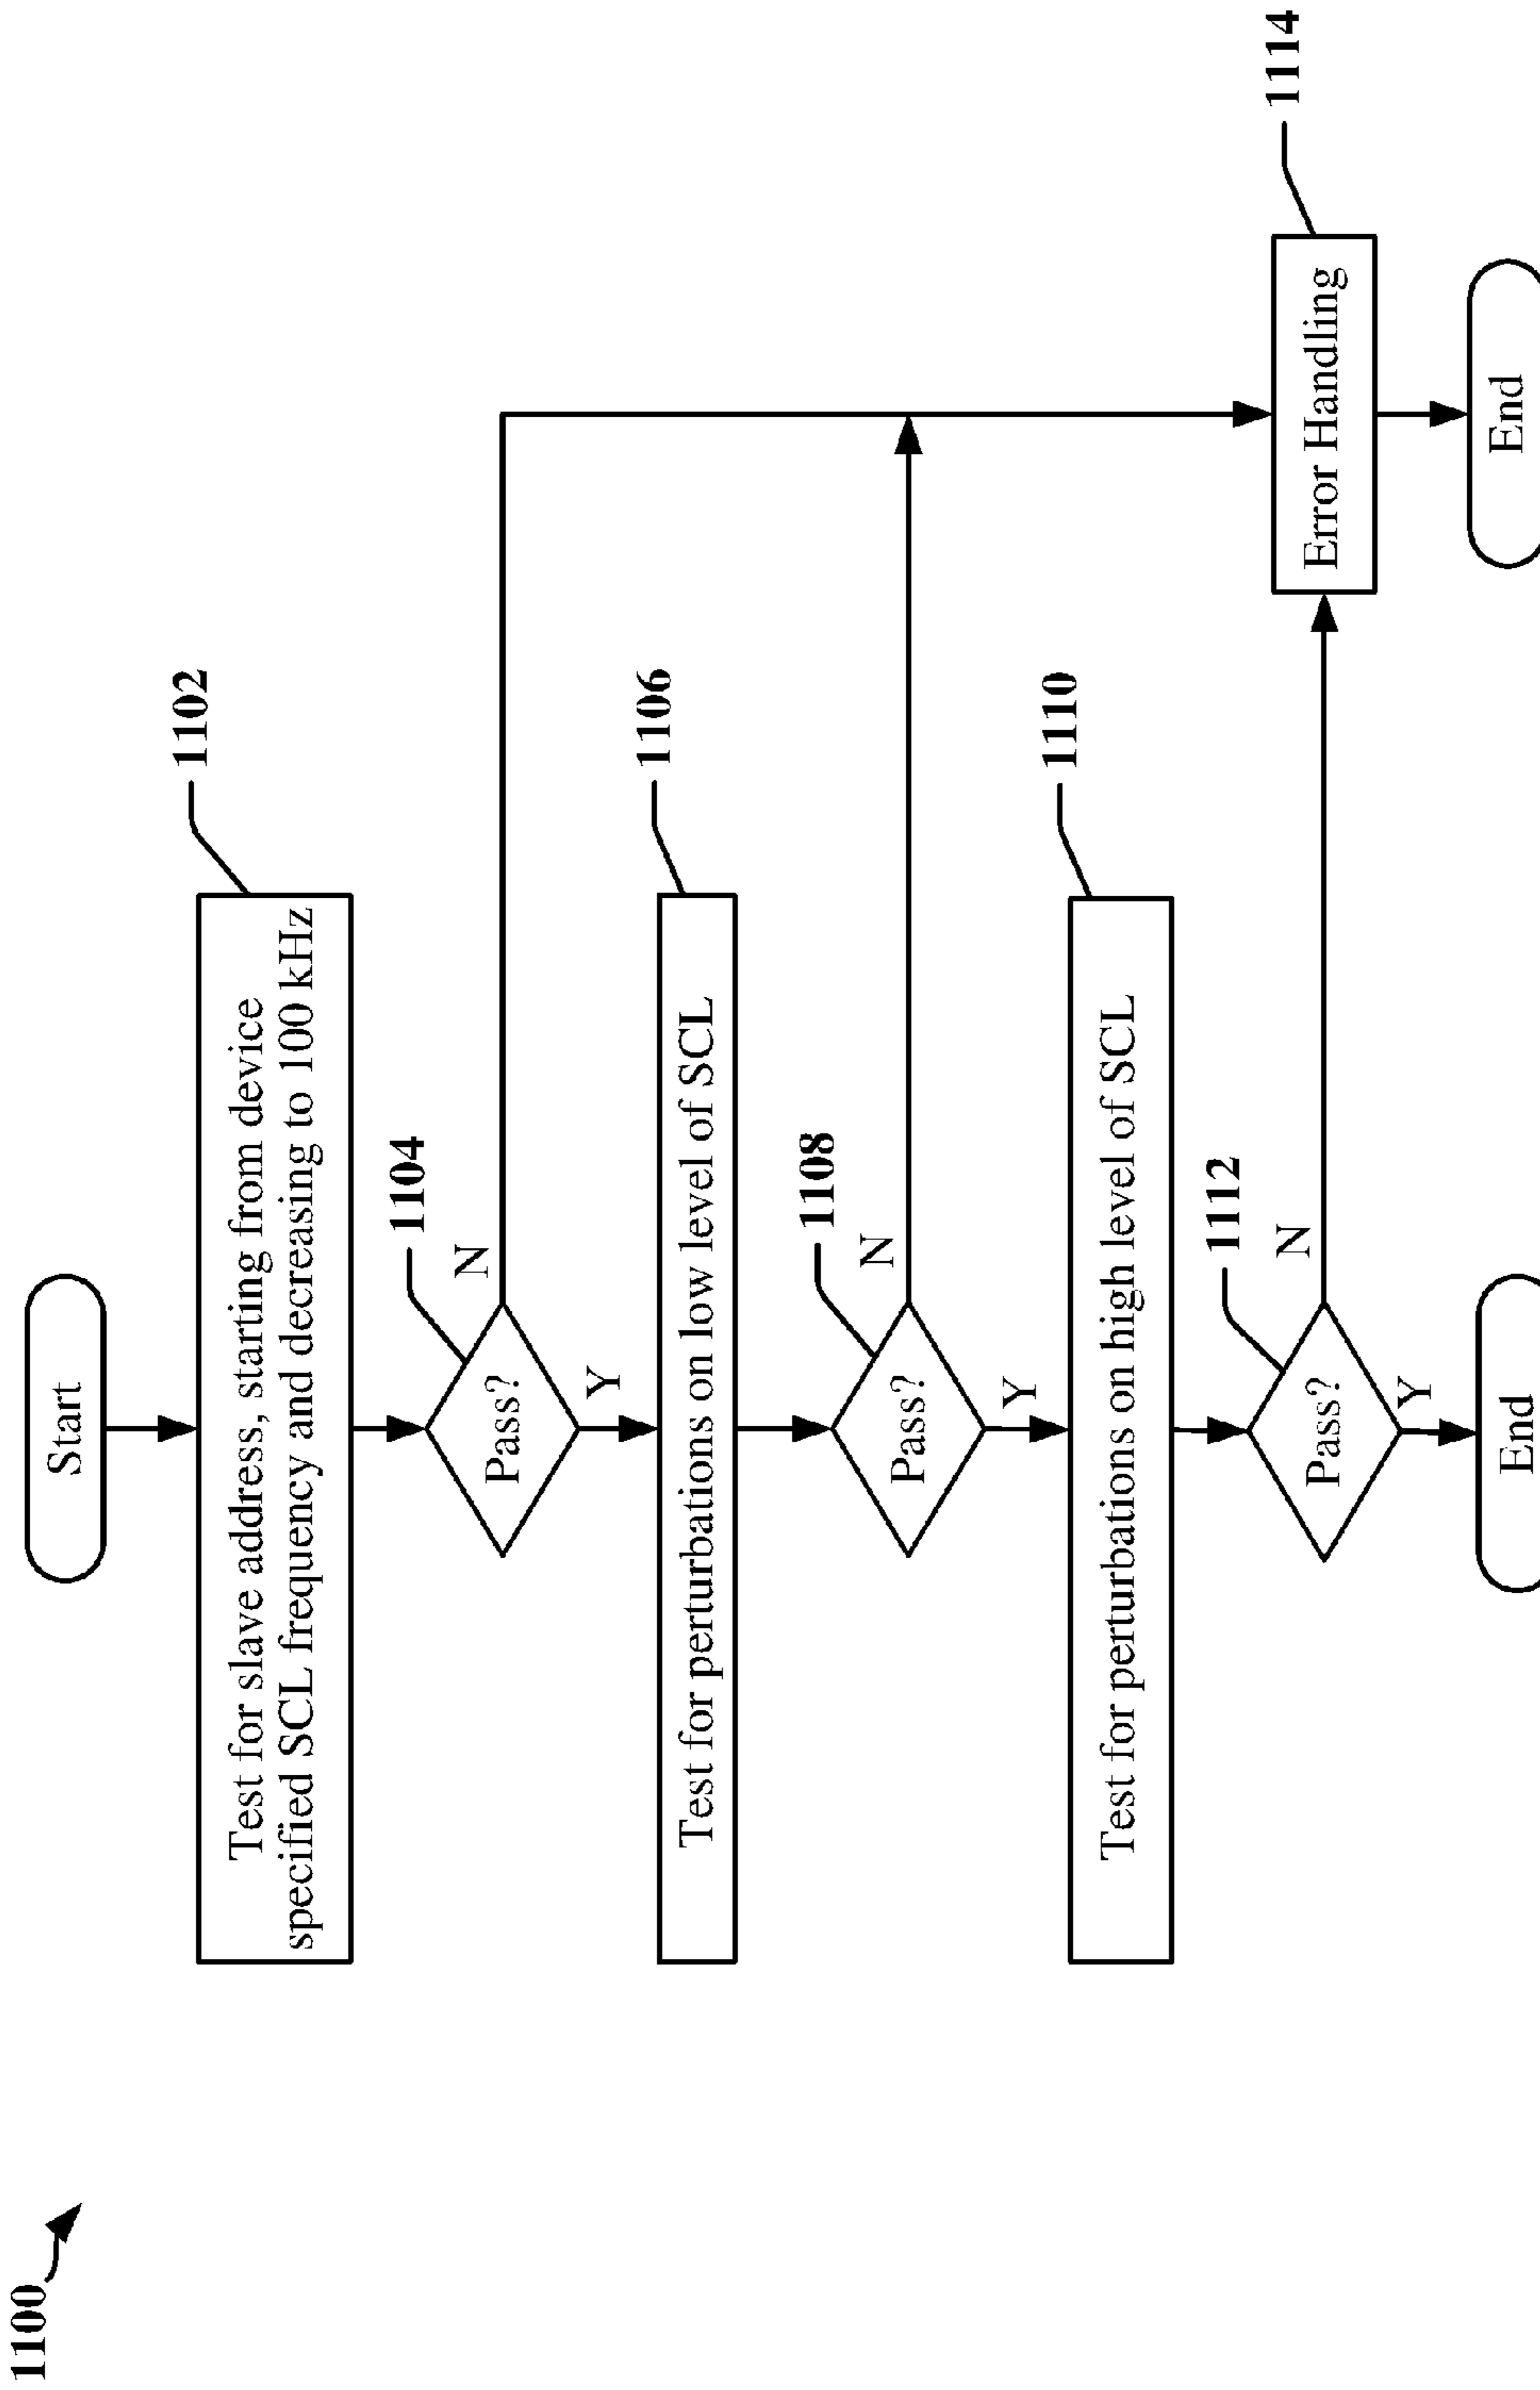 1100
Start
1102
Test for slave address, starting from device
specified SCL frequency and decreasing to 100 kHz
1104
Pass?
N
Y
1106
Test for perturbations on low level of SCL
1108
Pass?
N
Y
1110
Test for perturbations on high level of SCL
1112
Pass?
N
Y
1114
Error Handling
End
End